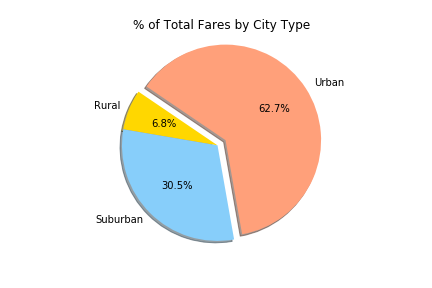 % of Total Fares by City Type
Urban
62.7%
Rural
6.8%
30.5%
Suburban